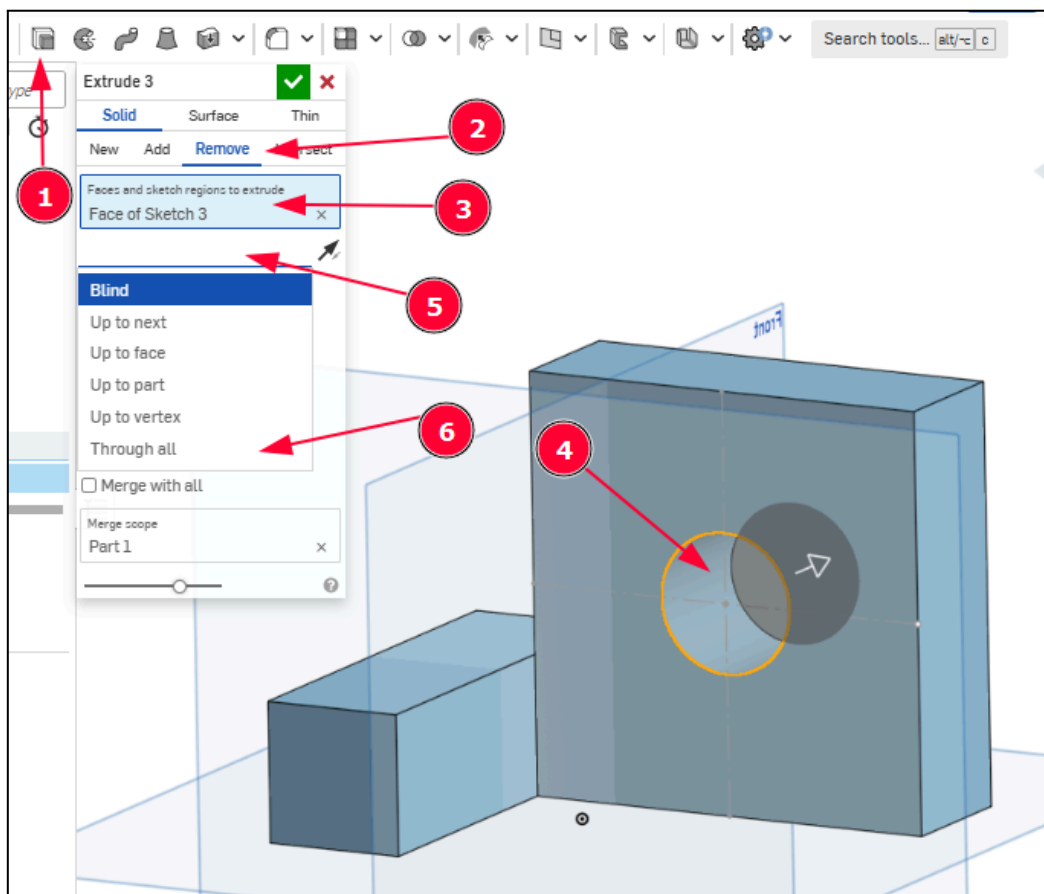 Search tools... alt/⌥ c
ype
Extrude 3
Solid Surface Thin
New Add Remove
Faces and sketch regions to extrude
Face of Sketch 3
Blind
Up to next
Up to face
Up to part
Up to vertex
Through all
Merge with all
Merge scope
Part 1
1
2
3
5
6
4
Front